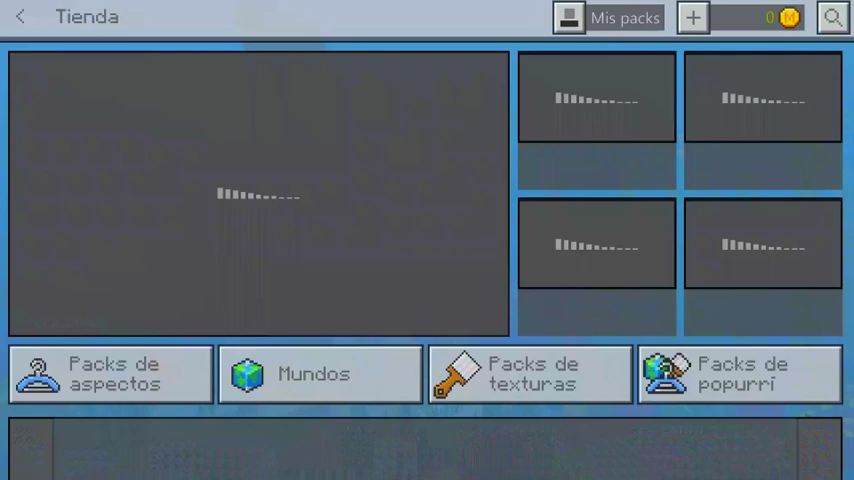 Tienda
Mis packs
0
Packs de
aspectos
Mundos
Packs de
texturas
Packs de
popurrí